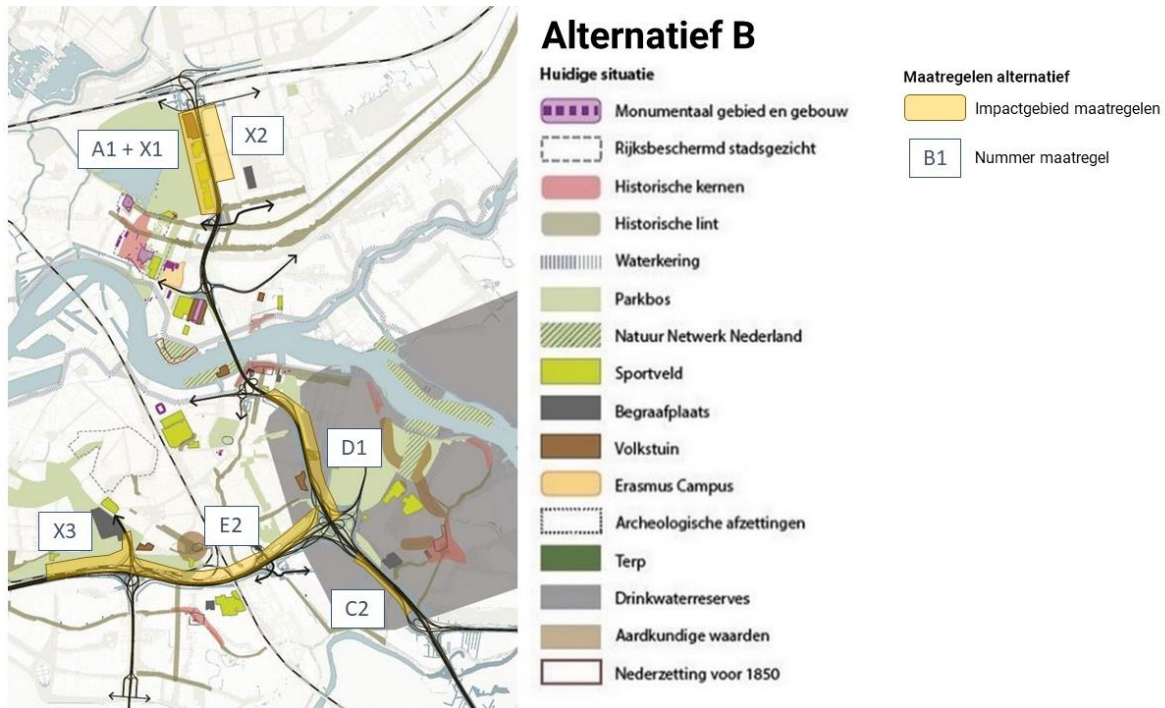 Alternatief B
Huidige situatie
Monumentaal gebied en gebouw
Rijksbeschermd stadsgezicht
Historische kernen
Historische lint
Waterkering
Parkbos
Natuur Netwerk Nederland
Sportveld
Begraafplaats
Volkstuin
Erasmus Campus
Archeologische afzettingen
Terp
Drinkwaterreserves
Aardkundige waarden
Nederzetting voor 1850
Maatregelen alternatief
Impactgebied maatregelen
B1 Nummer maatregel
A1 + X1
X2
D1
X3
E2
C2